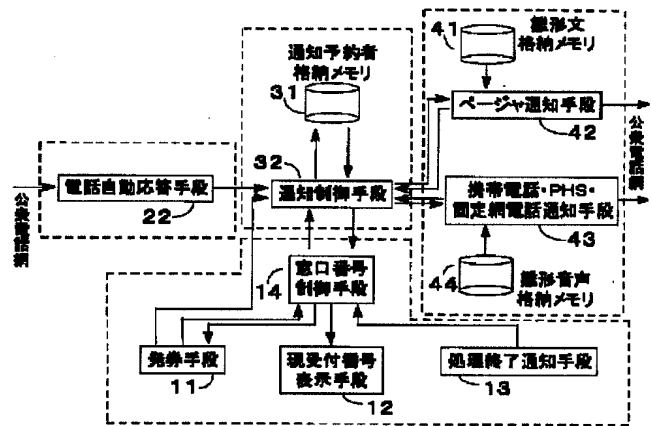 通知予約者
格納メモリ
31
41
雛形文
格納メモリ
ページャ通知手段
42
公衆電話網
32
電話自動応答手段
22
通知制御手段
携帯電話・PHS・
固定網電話通知手段
43
公衆電話網
44
雛形音声
格納メモリ
窓口番号
制御手段
14
発券手段
11
現受付番号
表示手段
12
処理終了通知手段
13